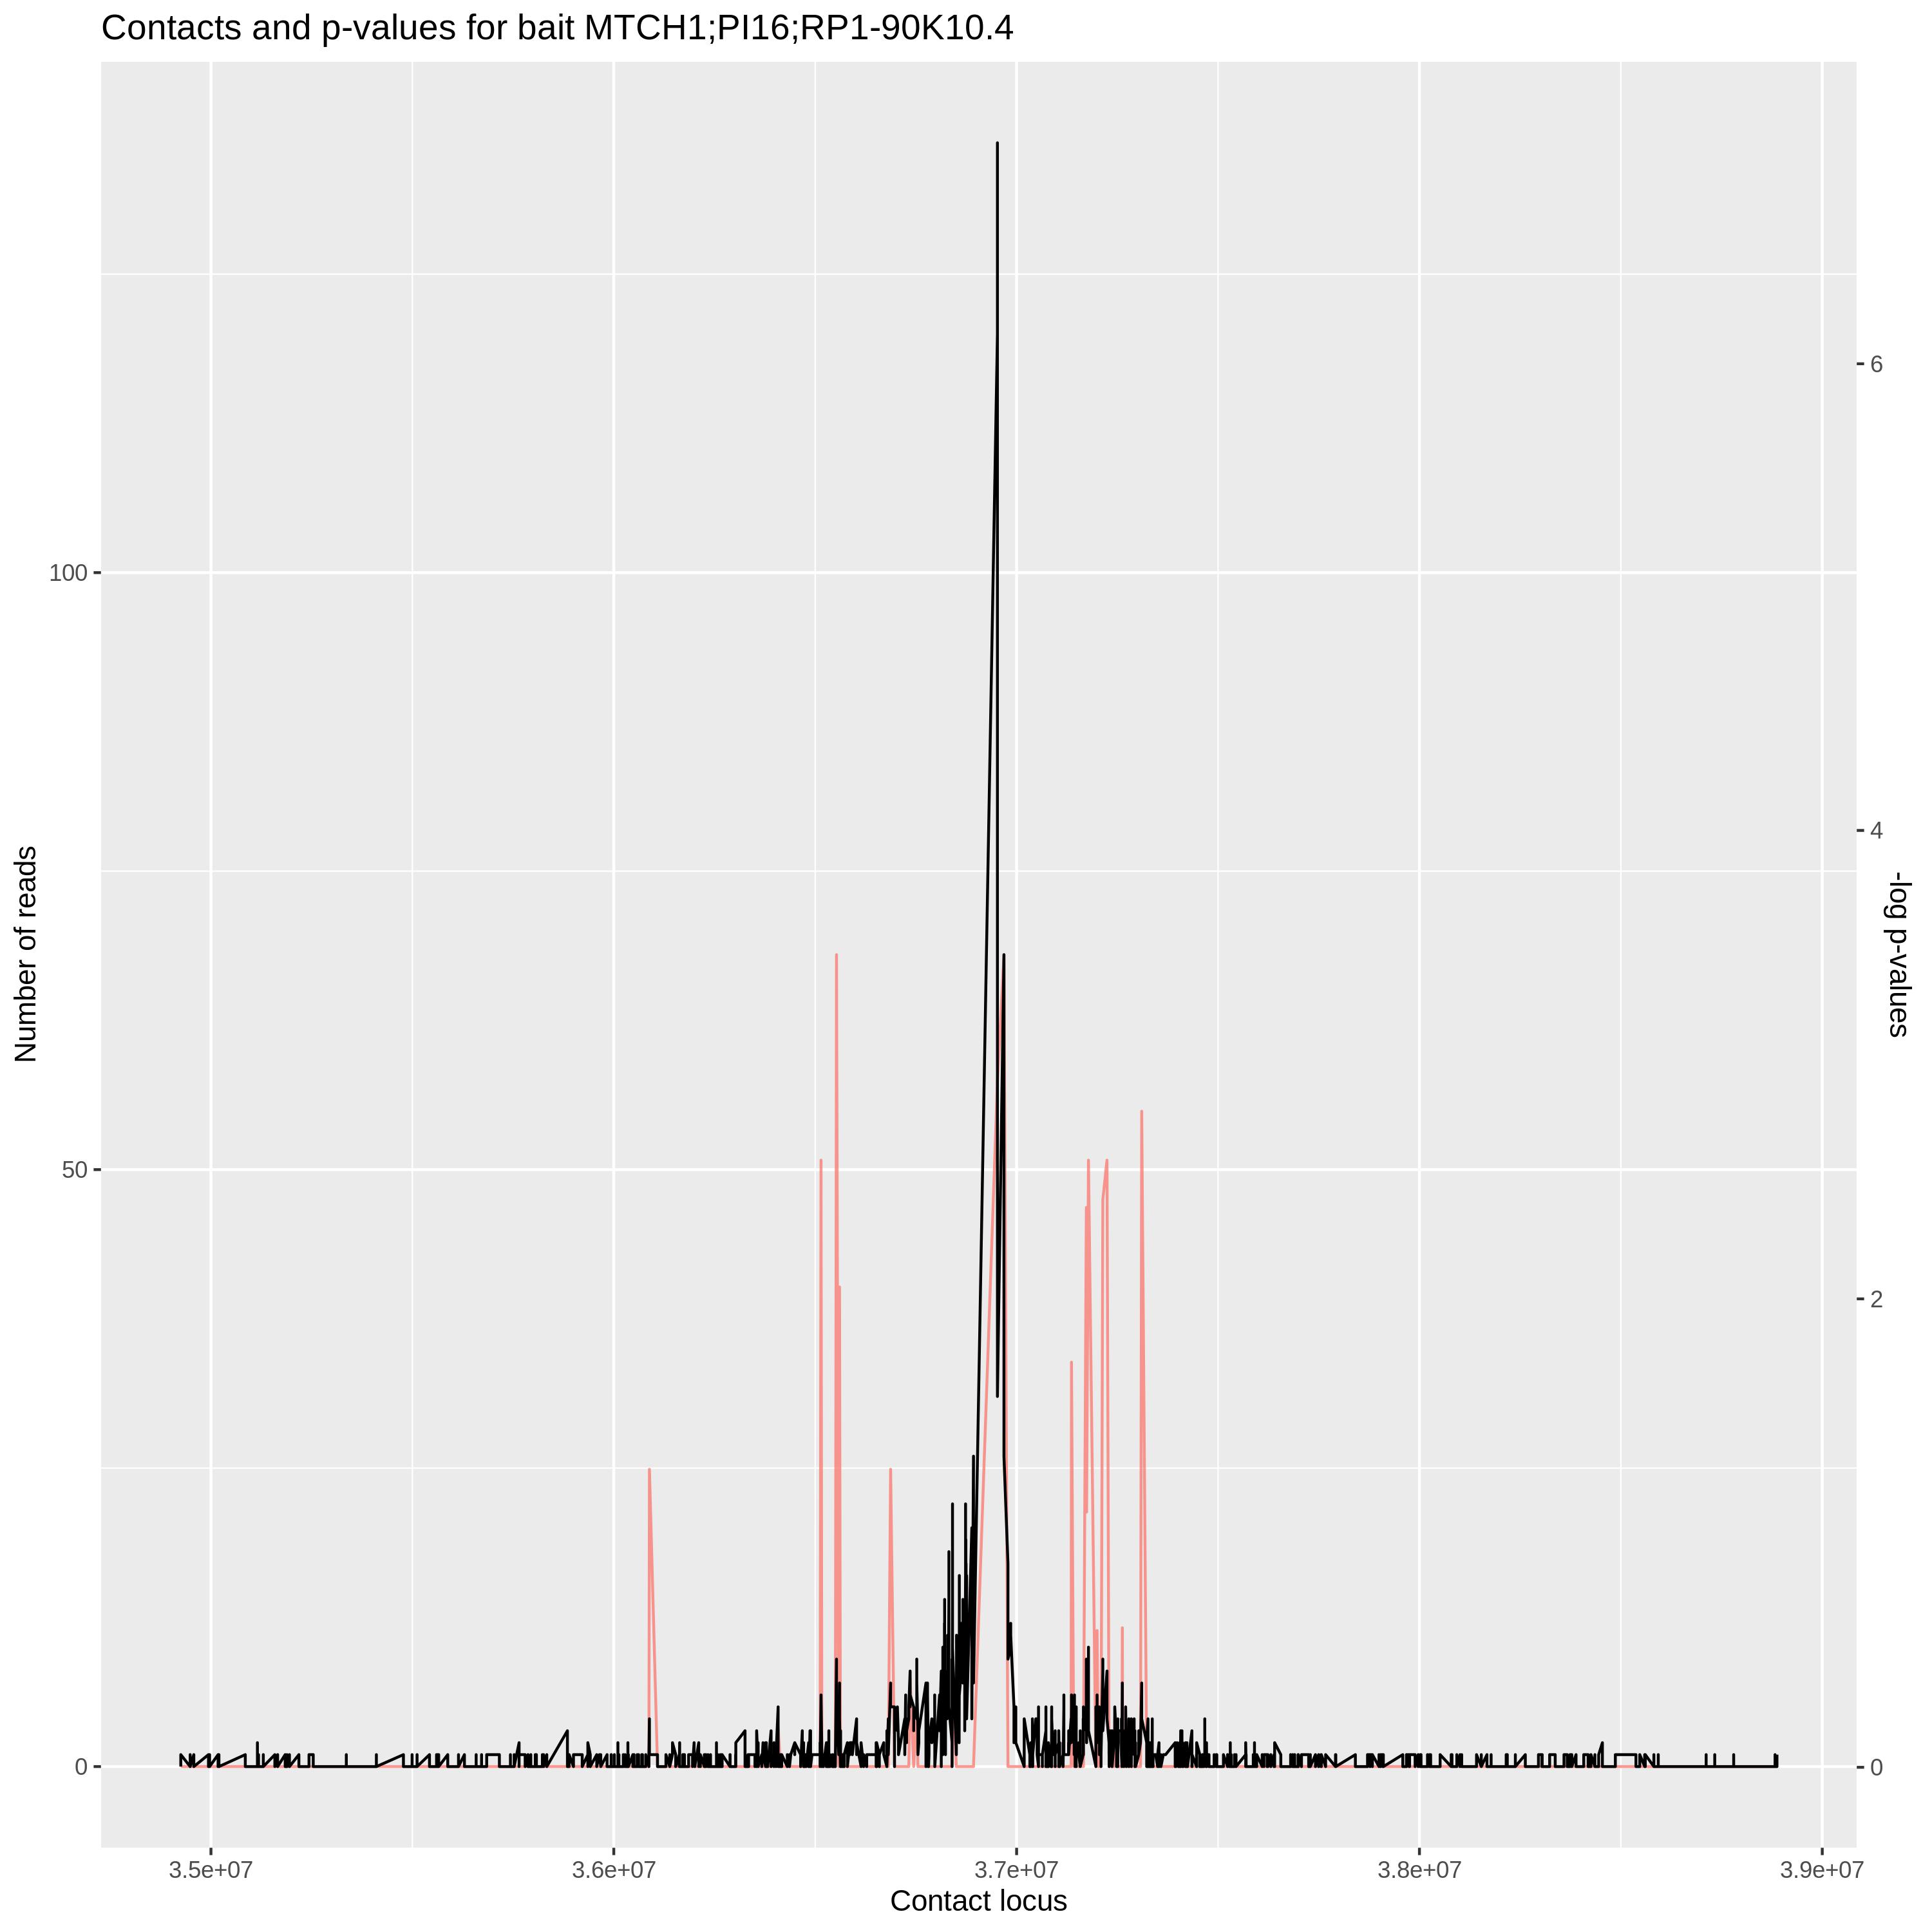 Contacts and p-values for bait MTCH1;PI16;RP1-90K10.4
Number of reads
100
50
0
6
4
2
0
-log p-values
3.5e+07
3.6e+07
3.7e+07
3.8e+07
3.9e+07
Contact locus